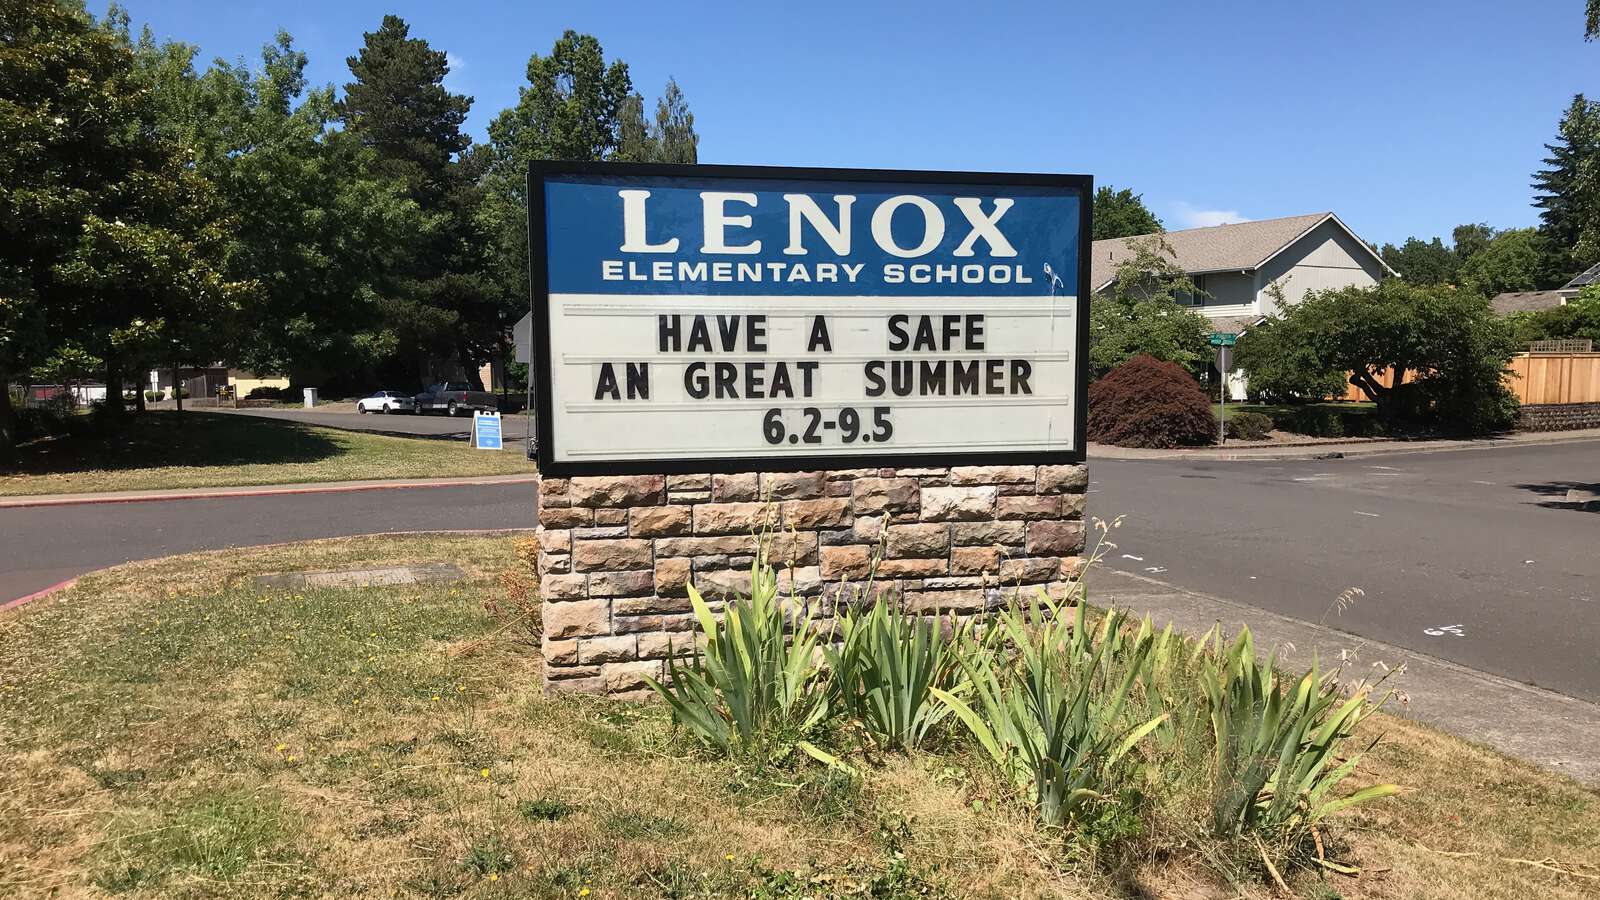 LENOX
ELEMENTARY SCHOOL
HAVE A SAFE
AN GREAT SUMMER
6.2-9.5